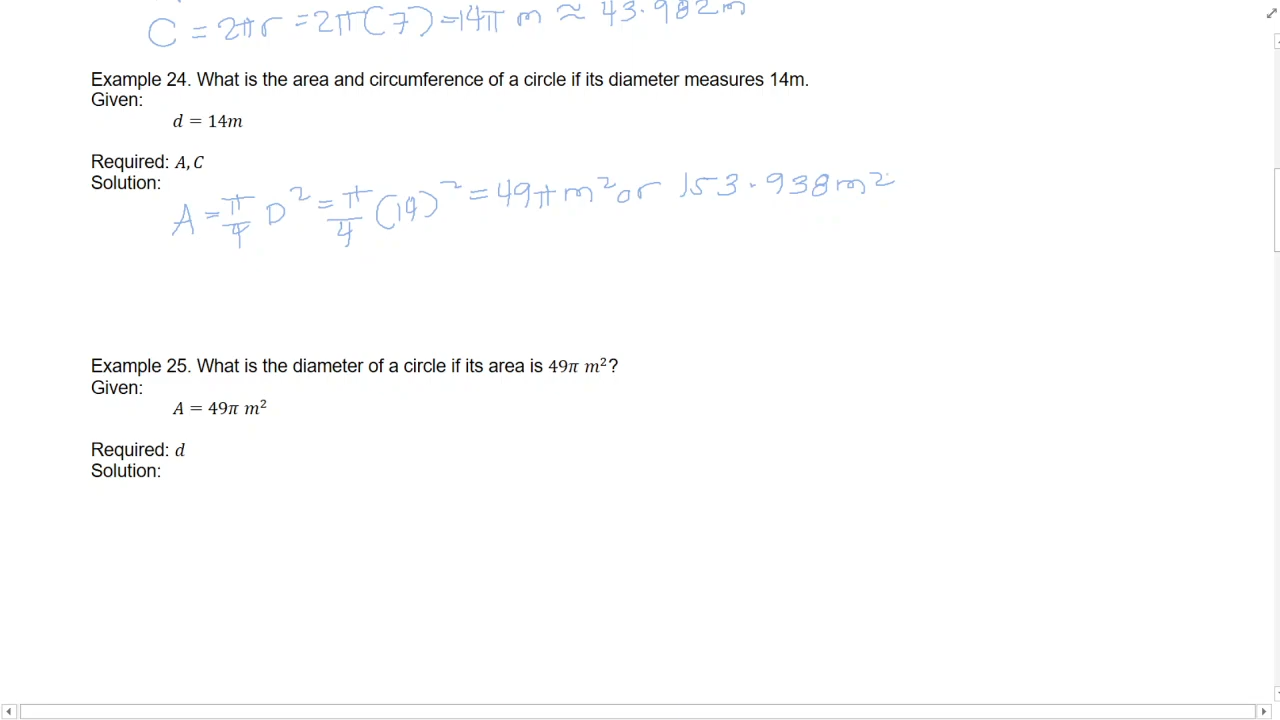 C = 2πr = 2π(7) = 14π m ≈ 43.982m
Example 24. What is the area and circumference of a circle if its diameter measures 14m.
Given:
d = 14m
Required: A, C
Solution:
A = π/4 D² = π/4 (14)² = 49π m² or 153.938m²
Example 25. What is the diameter of a circle if its area is 49π m²?
Given:
A = 49π m²
Required: d
Solution: